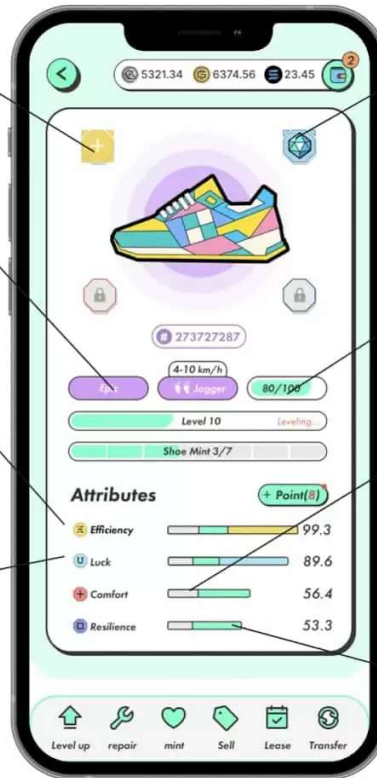 5321.34 6374.56 23.45 2
# 273727287
4-10 km/h
Epic Jogger 80/100
Level 10 Leveling...
Shoe Mint 3/7
Attributes + Point(8)
Efficiency 99.3
Luck 89.6
Comfort 56.4
Resilience 53.3
Level up repair mint Sell Lease Transfer